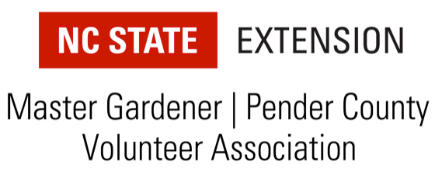 NC STATE EXTENSION
Master Gardener | Pender County
Volunteer Association